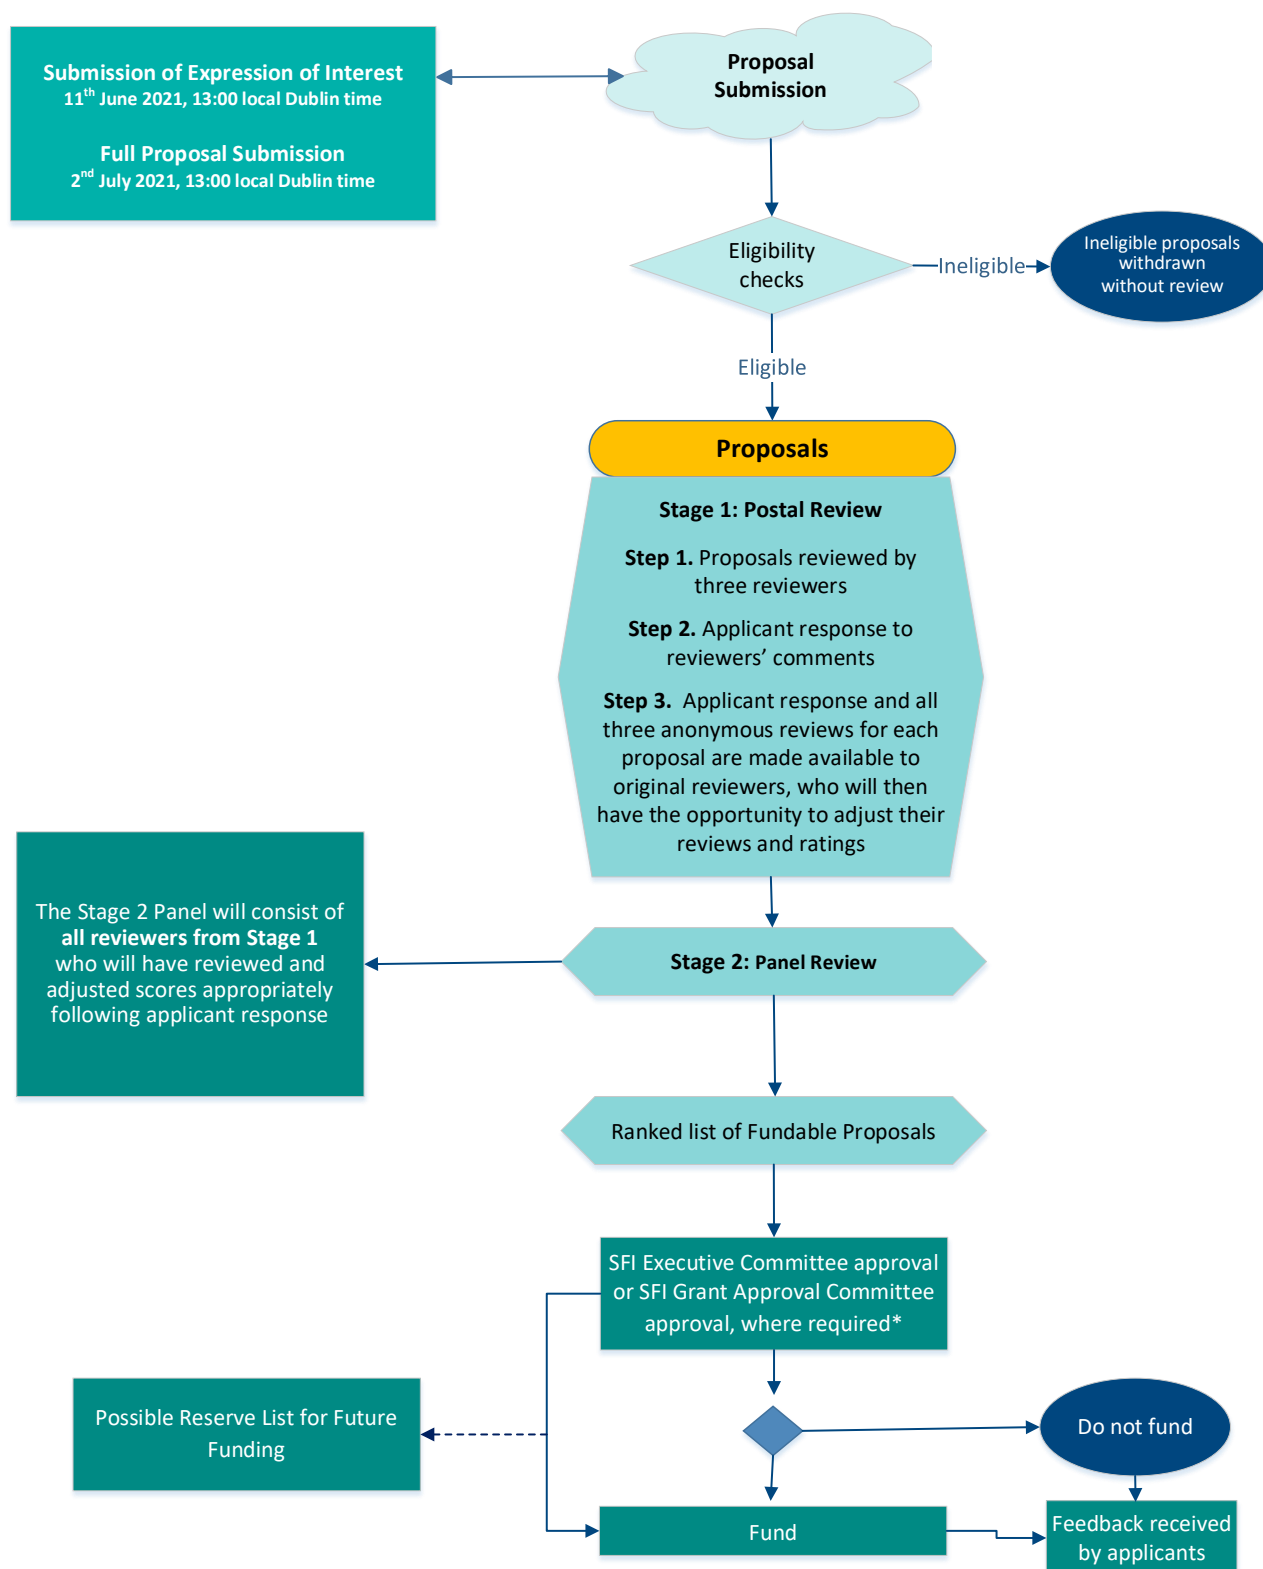 Submission of Expression of Interest
11th June 2021, 13:00 local Dublin time
Full Proposal Submission
2nd July 2021, 13:00 local Dublin time
Proposal
Submission
Eligibility
checks
Ineligible
Ineligible proposals
withdrawn
without review
Eligible
Proposals
Stage 1: Postal Review
Step 1. Proposals reviewed by
three reviewers
Step 2. Applicant response to
reviewers’ comments
Step 3. Applicant response and all
three anonymous reviews for each
proposal are made available to
original reviewers, who will then
have the opportunity to adjust their
reviews and ratings
The Stage 2 Panel will consist of
all reviewers from Stage 1
who will have reviewed and
adjusted scores appropriately
following applicant response
Stage 2: Panel Review
Ranked list of Fundable Proposals
SFI Executive Committee approval
or SFI Grant Approval Committee
approval, where required*
Possible Reserve List for Future
Funding
Do not fund
Fund
Feedback received
by applicants